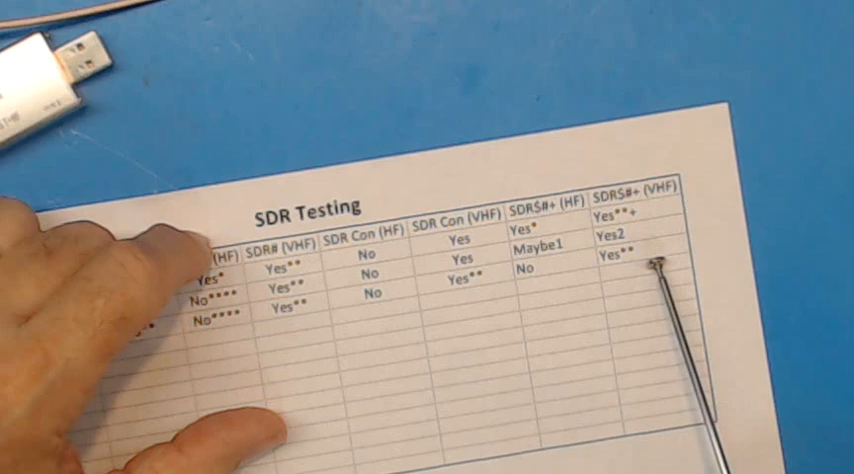 SDR Testing
(HF) SDR# (VHF) SDR Con (HF) SDR Con (VHF) SDRS#+ (HF) SDRS#+ (VHF)
Yes* Yes** No Yes Yes* Yes**+
No**** Yes** No Yes Maybe1 Yes2
** No**** Yes** No Yes** No Yes**